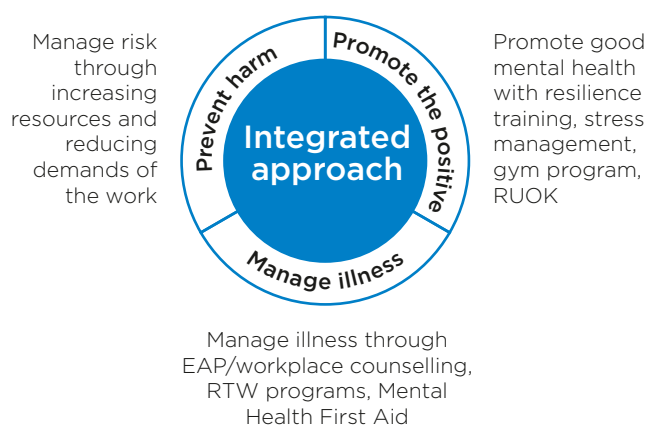 Manage risk
through
increasing
resources and
reducing
demands of
the work
Prevent harm
Promote the positive
Integrated
approach
Manage illness
Promote good
mental health
with resilience
training, stress
management,
gym program,
RUOK
Manage illness through
EAP/workplace counselling,
RTW programs, Mental
Health First Aid